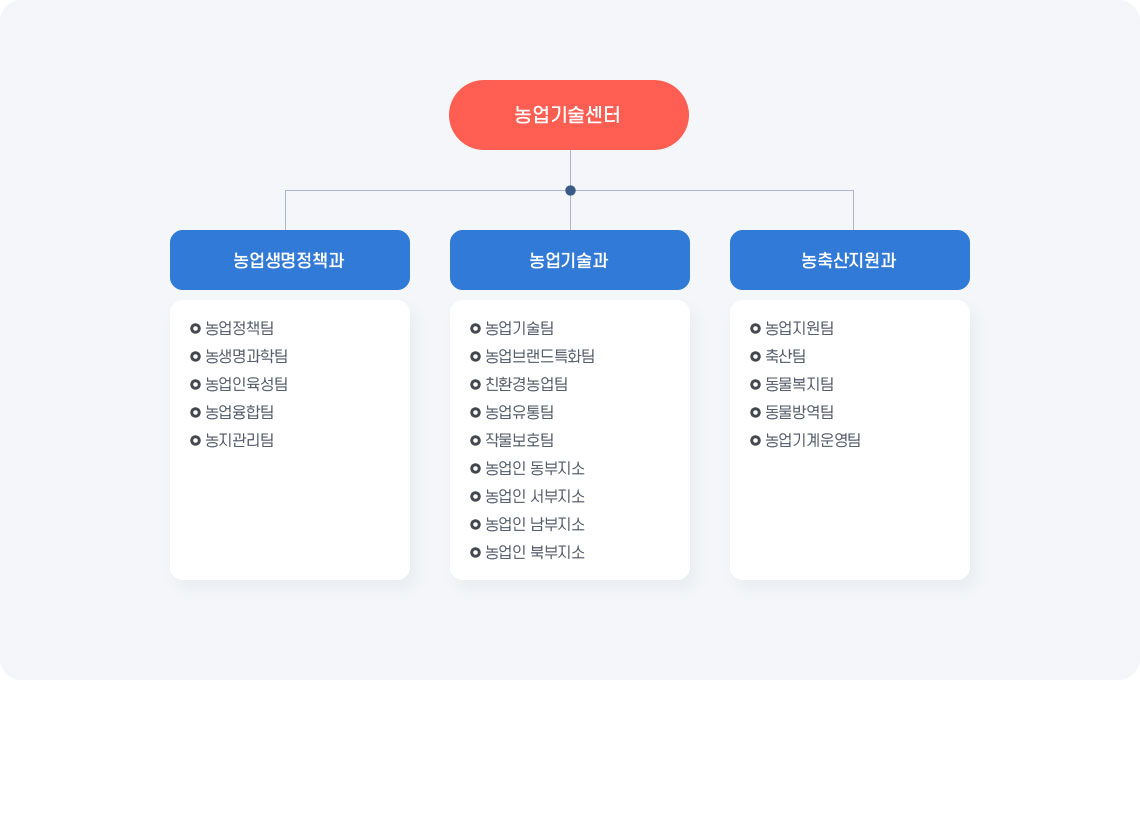 농업기술센터
농업생명정책과
농업정책팀
농생명과학팀
농업인육성팀
농업융합팀
농지관리팀
농업기술과
농업기술팀
농업브랜드특화팀
친환경농업팀
농업유통팀
작물보호팀
농업인 동부지소
농업인 서부지소
농업인 남부지소
농업인 북부지소
농축산지원과
농업지원팀
축산팀
동물복지팀
동물방역팀
농업기계운영팀